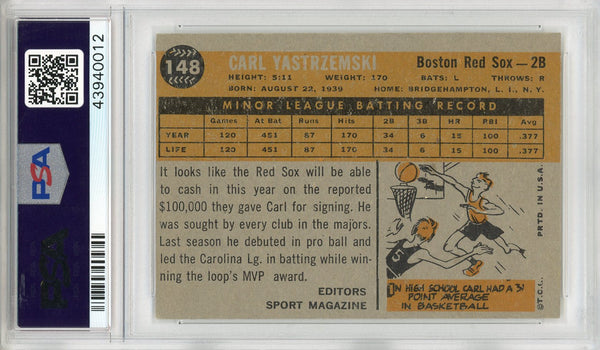 43940012
PSA
148
CARL YASTRZEMSKI
Boston Red Sox—2B
HEIGHT: 5:11 WEIGHT: 170 BATS: L THROWS: R
BORN: AUGUST 22, 1939 HOME: BRIDGEHAMPTON, L. I., N. Y.
MINOR LEAGUE BATTING RECORD
Games At Bat Runs Hits 2B 3B HR RBI Avg
YEAR 120 451 87 170 34 6 15 100 .377
LIFE 120 451 87 170 34 6 15 100 .377
It looks like the Red Sox will be able
to cash in this year on the reported
$100,000 they gave Carl for signing. He
was sought by every club in the majors.
Last season he debuted in pro ball and
led the Carolina Lg. in batting while win-
ning the loop's MVP award.
EDITORS
SPORT MAGAZINE
5
IN HIGH SCHOOL CARL HAD A 31
POINT AVERAGE
IN BASKETBALL
©T.C.G. PRTD. IN U.S.A.